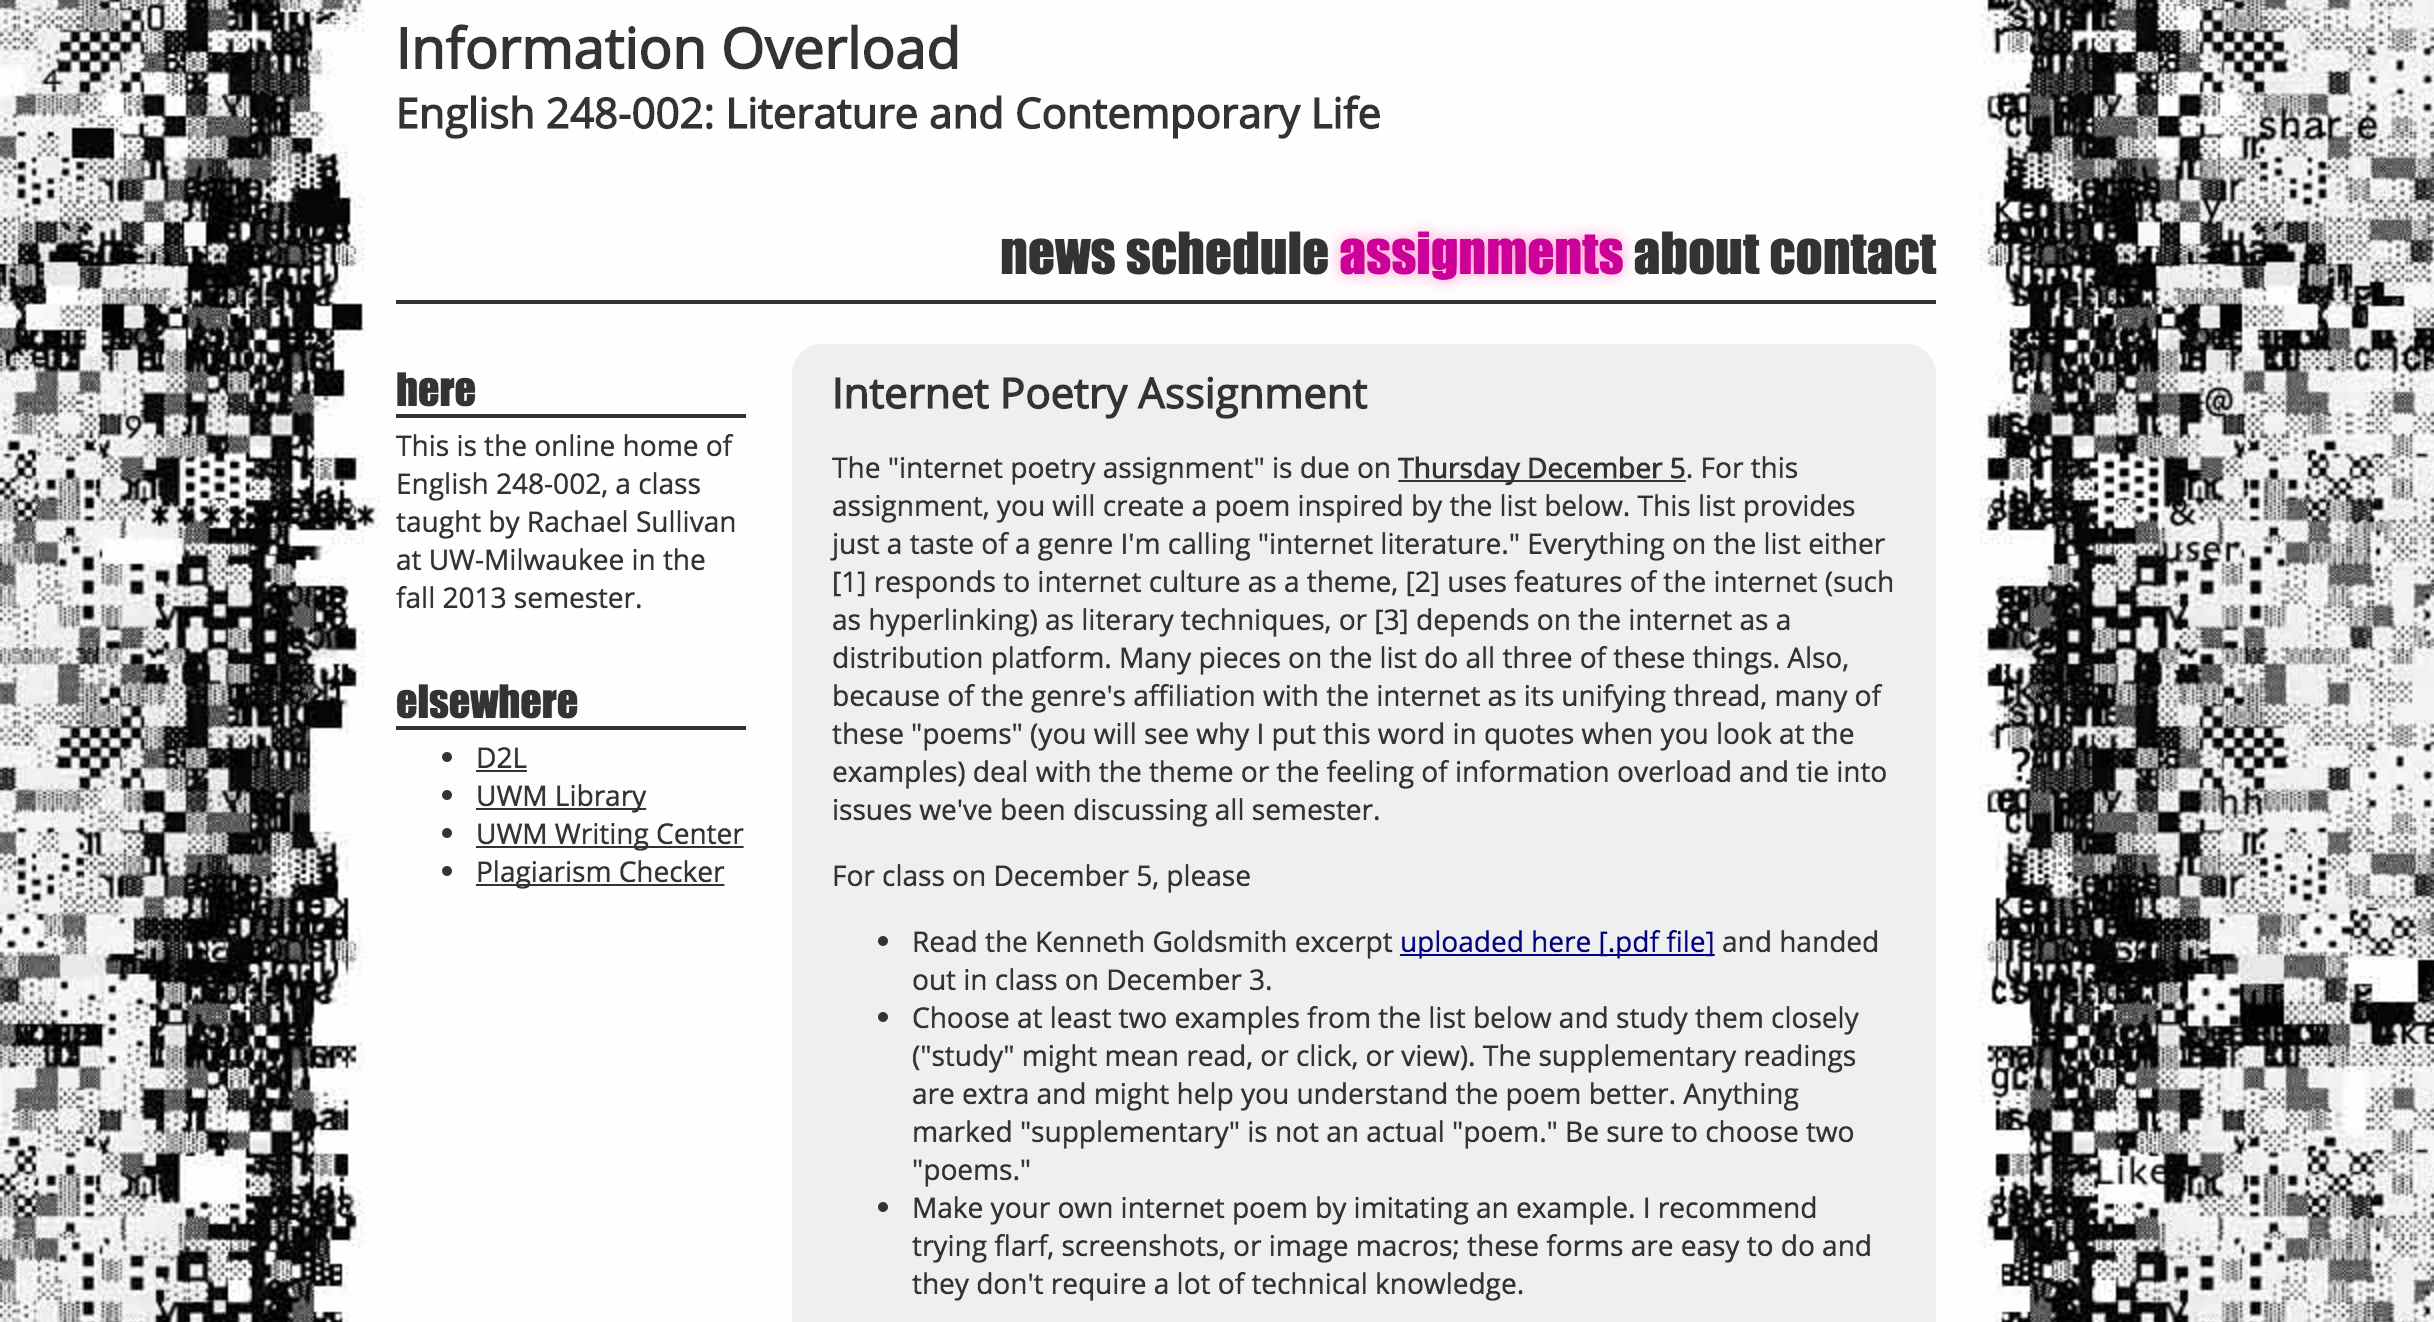 Information Overload
English 248-002: Literature and Contemporary Life
news schedule assignments about contact
here
This is the online home of
English 248-002, a class
taught by Rachael Sullivan
at UW-Milwaukee in the
fall 2013 semester.
elsewhere
D2L
UWM Library
UWM Writing Center
Plagiarism Checker
Internet Poetry Assignment
The "internet poetry assignment" is due on Thursday December 5. For this
assignment, you will create a poem inspired by the list below. This list provides
just a taste of a genre I'm calling "internet literature." Everything on the list either
[1] responds to internet culture as a theme, [2] uses features of the internet (such
as hyperlinking) as literary techniques, or [3] depends on the internet as a
distribution platform. Many pieces on the list do all three of these things. Also,
because of the genre's affiliation with the internet as its unifying thread, many of
these "poems" (you will see why I put this word in quotes when you look at the
examples) deal with the theme or the feeling of information overload and tie into
issues we've been discussing all semester.
For class on December 5, please
Read the Kenneth Goldsmith excerpt uploaded here [.pdf file] and handed
out in class on December 3.
Choose at least two examples from the list below and study them closely
("study" might mean read, or click, or view). The supplementary readings
are extra and might help you understand the poem better. Anything
marked "supplementary" is not an actual "poem." Be sure to choose two
"poems."
Make your own internet poem by imitating an example. I recommend
trying flarf, screenshots, or image macros; these forms are easy to do and
they don't require a lot of technical knowledge.
share
@
&
user
Like